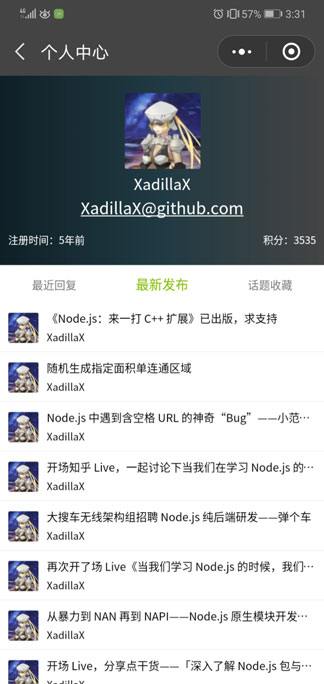 57% 3:31
个人中心
XadillaX
XadillaX@github.com
注册时间：5年前 积分：3535
最近回复 最新发布 话题收藏
《Node.js：来一打 C++ 扩展》已出版，求支持
XadillaX
随机生成指定面积单连通区域
XadillaX
Node.js 中遇到含空格 URL 的神奇“Bug”——小范…
XadillaX
开场知乎 Live，一起讨论下当我们在学习 Node.js 的…
XadillaX
大搜车无线架构组招聘 Node.js 纯后端研发——弹个车
XadillaX
再次开了场 Live《当我们学习 Node.js 的时候，我们…
XadillaX
从暴力到 NAN 再到 NAPI——Node.js 原生模块开发…
XadillaX
开场 Live，分享点干货——「深入了解 Node.js 包与…
XadillaX